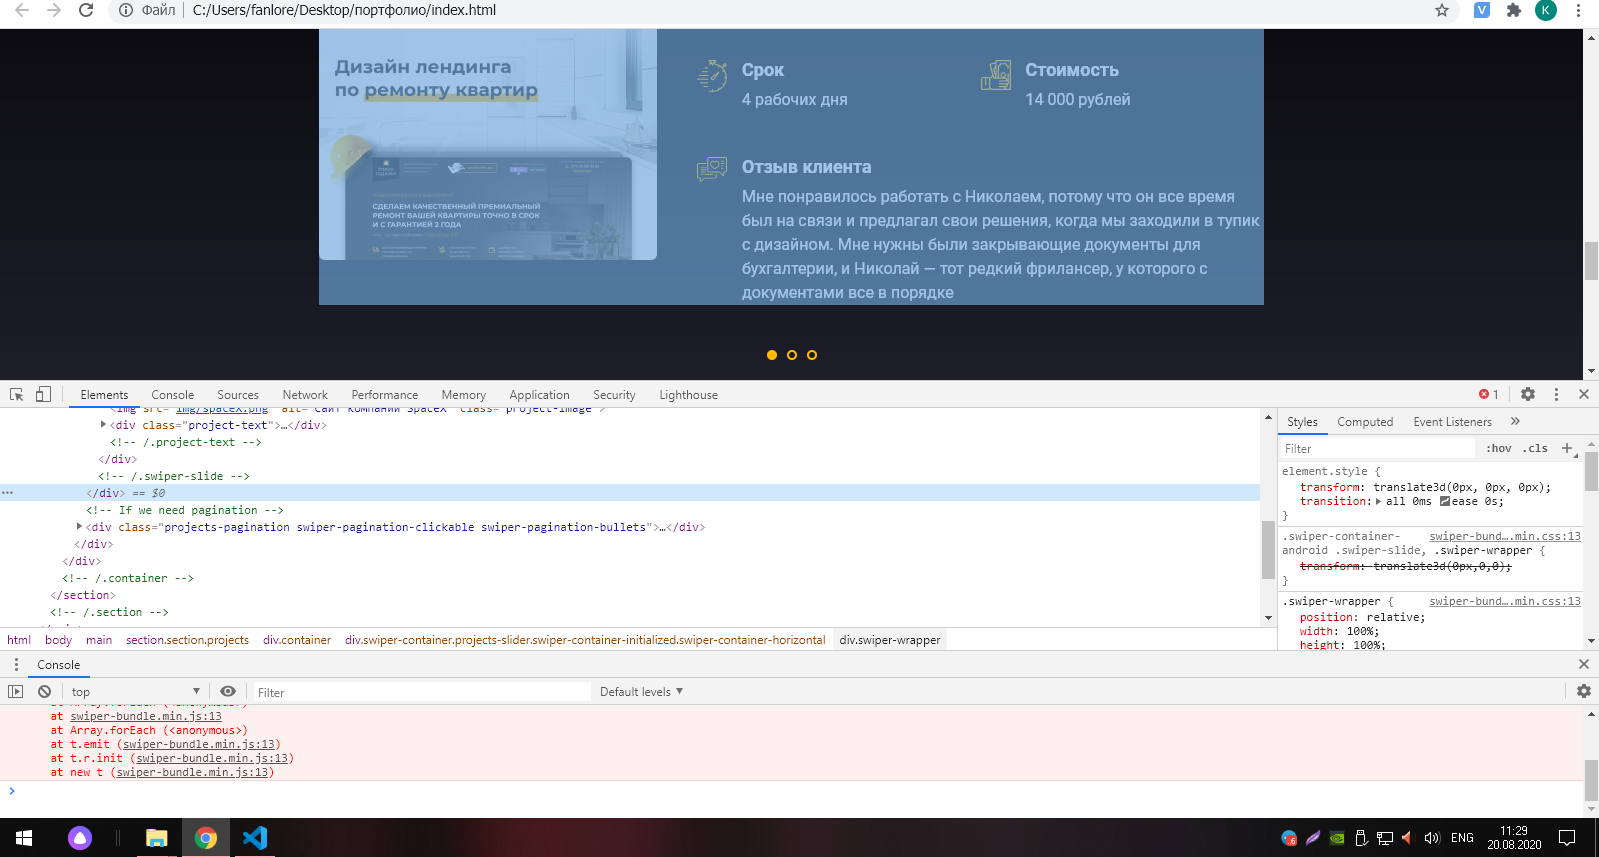 Файл
C:/Users/fanlore/Desktop/портфолио/index.html
K
Дизайн лендинга
по ремонту квартир
СДЕЛАЕМ КАЧЕСТВЕННЫЙ ПРЕМИАЛЬНЫЙ
РЕМОНТ ВАШЕЙ КВАРТИРЫ ТОЧНО В СРОК
И С ГАРАНТИЕЙ 2 ГОДА
Срок
4 рабочих дня
Стоимость
14 000 рублей
Отзыв клиента
Мне понравилось работать с Николаем, потому что он все время
был на связи и предлагал свои решения, когда мы заходили в тупик
с дизайном. Мне нужны были закрывающие документы для
бухгалтерии, и Николай — тот редкий фрилансер, у которого с
документами все в порядке
Elements Console Sources Network Performance Memory Application Security Lighthouse 1
<img src="img/spacex.png" alt="Сайт компании SpaceX" class="project-image">
<div class="project-text">…</div>
<!-- /.project-text -->
</div>
<!-- /.swiper-slide -->
</div> == $0
<!-- If we need pagination -->
<div class="projects-pagination swiper-pagination-clickable swiper-pagination-bullets">…</div>
</div>
</div>
<!-- /.container -->
</section>
<!-- /.section -->
html body main section.section.projects div.container div.swiper-container.projects-slider.swiper-container-initialized.swiper-container-horizontal div.swiper-wrapper
Styles Computed Event Listeners
Filter :hov .cls
element.style {
transform: translate3d(0px, 0px, 0px);
transition: all 0ms ease 0s;
}
.swiper-container- swiper-bund….min.css:13
android .swiper-slide, .swiper-wrapper {
transform: translate3d(0px,0,0);
}
.swiper-wrapper { swiper-bund….min.css:13
position: relative;
width: 100%;
height: 100%;
Console
top Filter Default levels
at Array.forEach (<anonymous>)
at swiper-bundle.min.js:13
at Array.forEach (<anonymous>)
at t.emit (swiper-bundle.min.js:13)
at t.r.init (swiper-bundle.min.js:13)
at new t (swiper-bundle.min.js:13)
ENG
11:29
20.08.2020